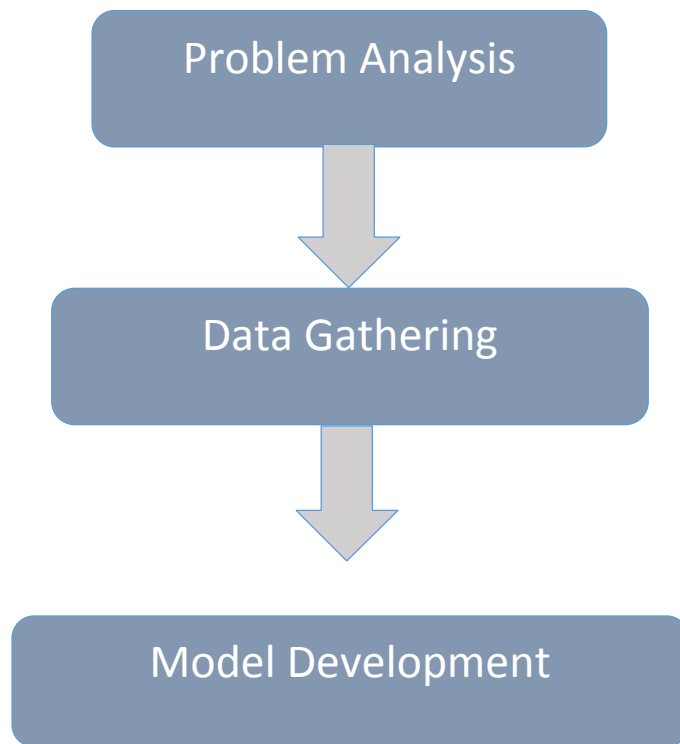 Problem Analysis
Data Gathering
Model Development